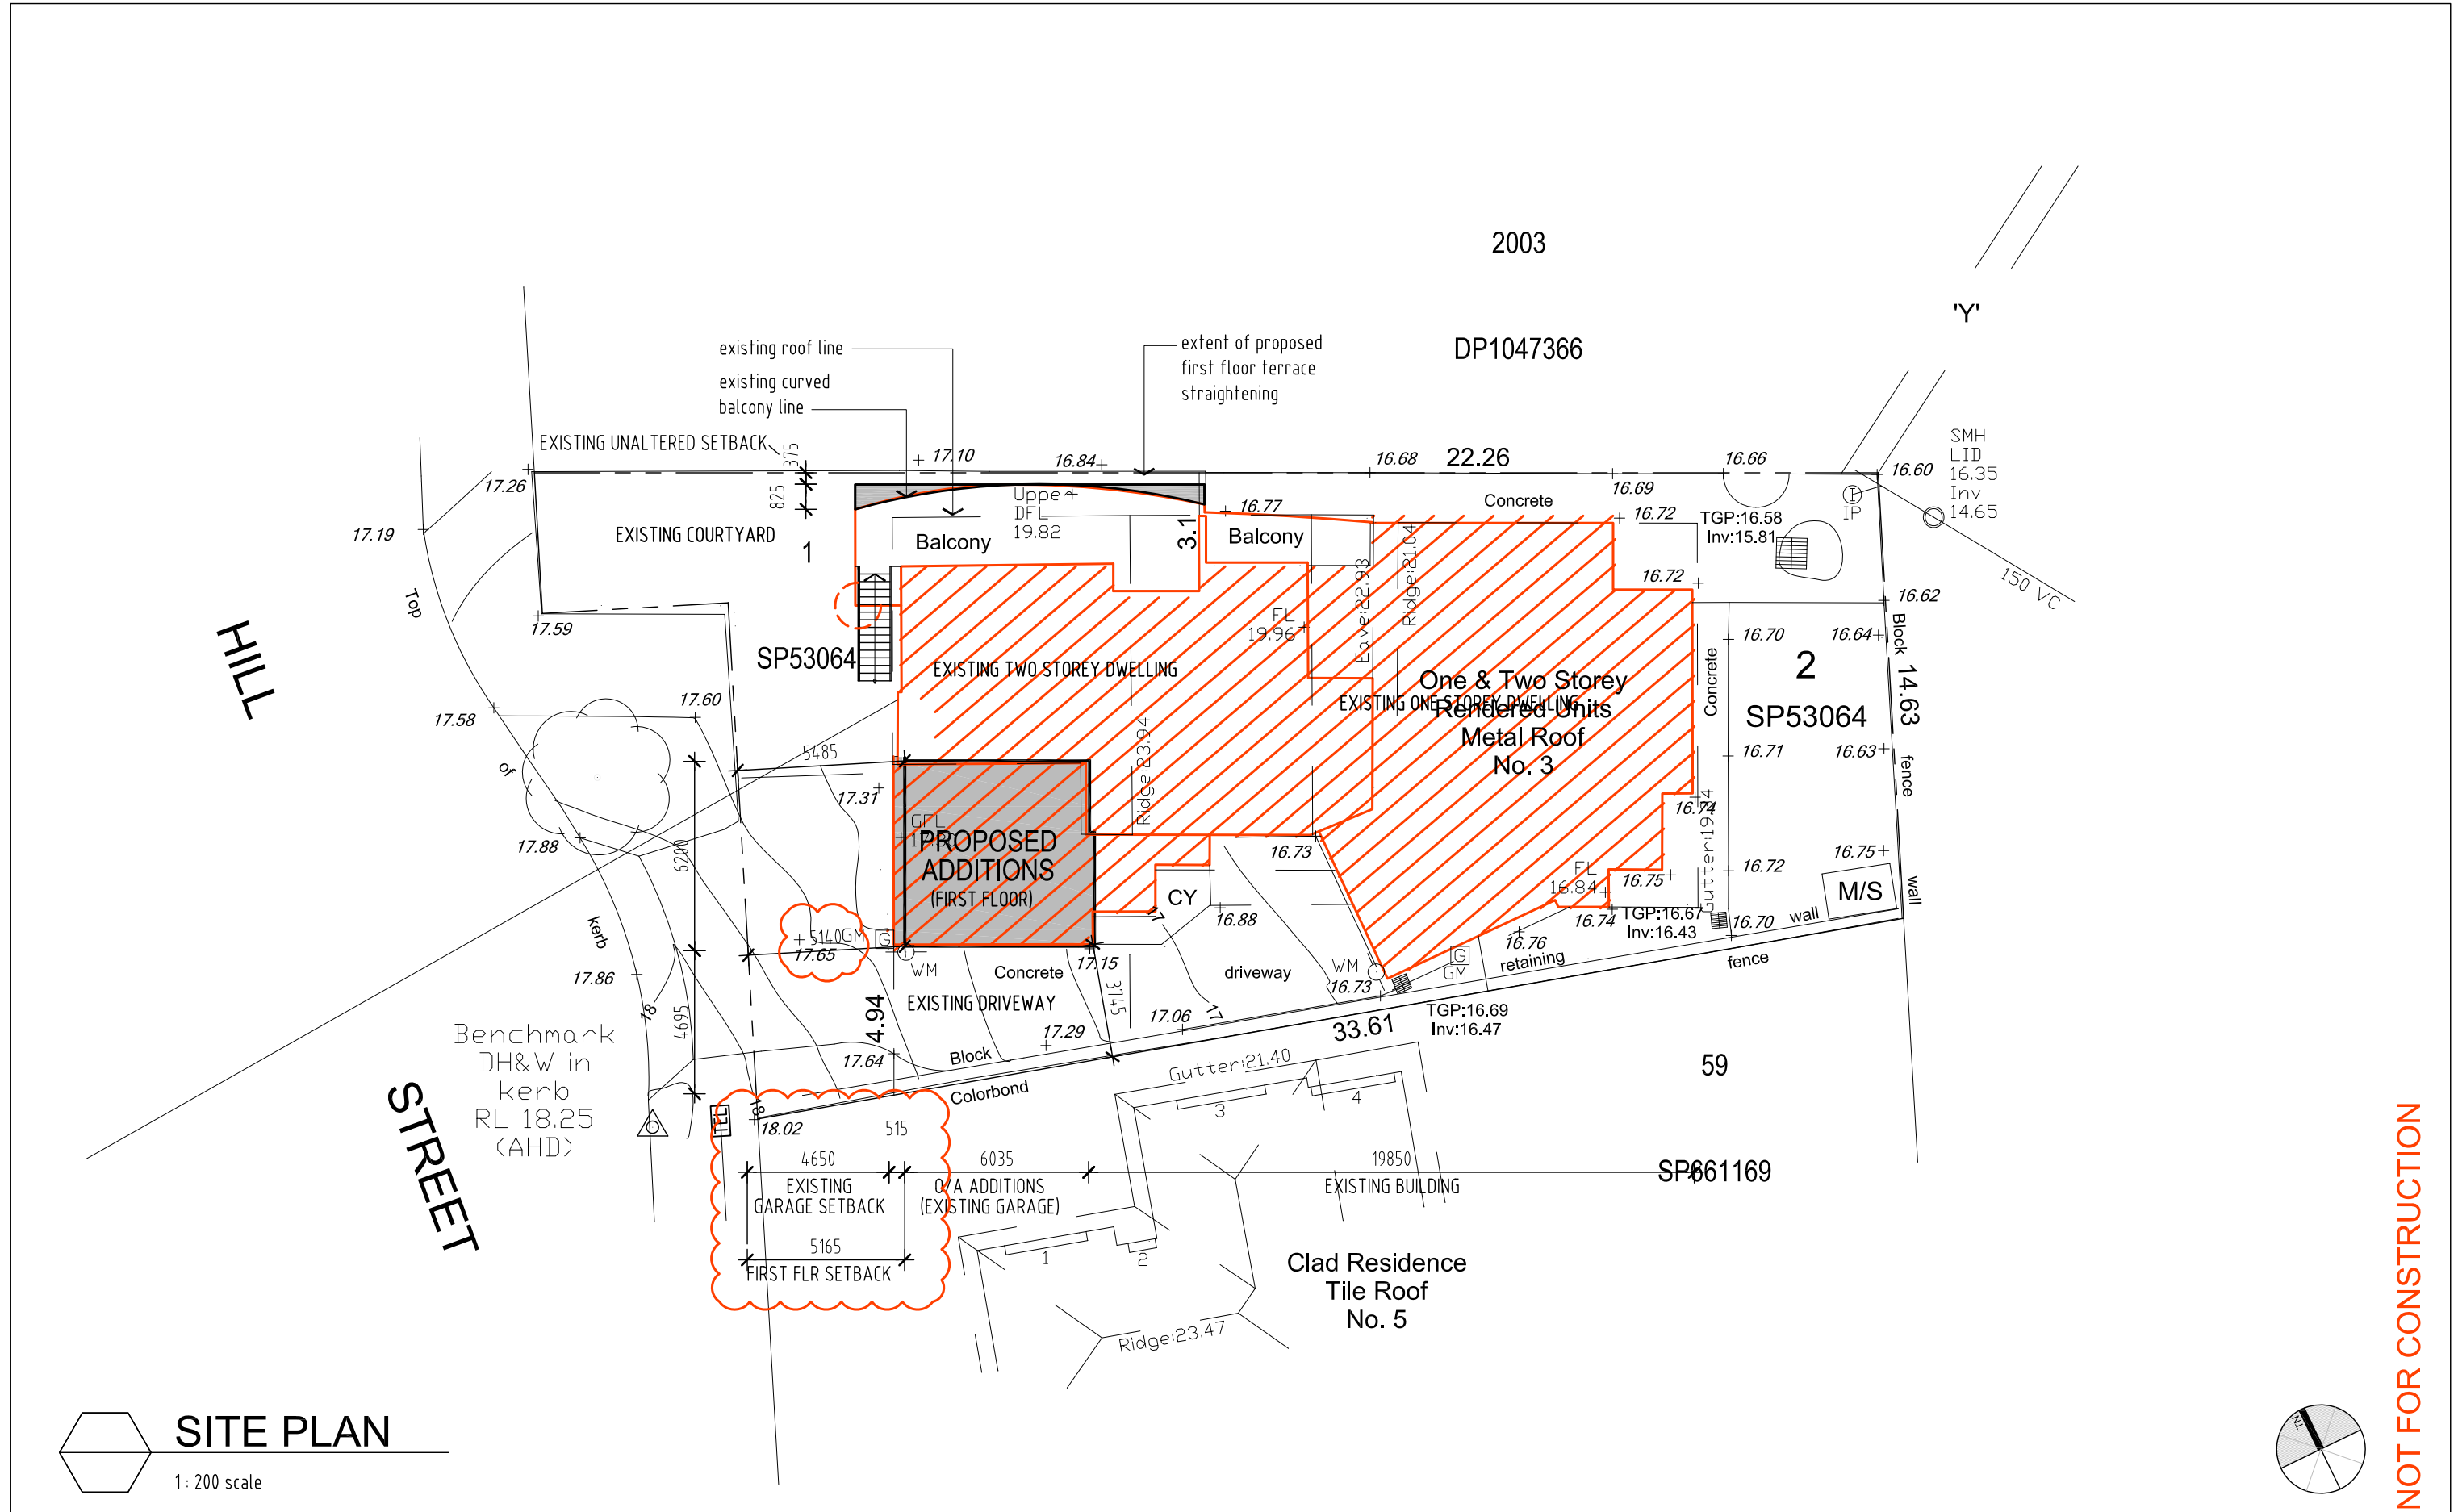 2003
'Y'
DP1047366
existing roof line
existing curved
balcony line
extent of proposed
first floor terrace
straightening
EXISTING UNALTERED SETBACK
375
825
17.10
16.84
16.68
22.26
16.66
16.60
SMH
LID
16.35
Inv
14.65
17.26
17.19
Upper
DFL
19.82
16.77
Concrete
16.69
16.72
TGP:16.58
Inv:15.81
IP
EXISTING COURTYARD
1
Balcony
3.1
Balcony
Eave:22.93
Ridge:21.04
16.72
150 VC
16.62
Top
17.59
HILL
SP53064
FL
19.96
EXISTING TWO STOREY DWELLING
16.70
16.64
Block
14.63
Concrete
2
SP53064
One & Two Storey
EXISTING ONE STOREY DWELLING
Rendered Units
Metal Roof
No. 3
17.60
17.58
5485
Ridge:23.94
16.71
16.63
fence
of
17.31
16.74
GFL
PROPOSED
ADDITIONS
(FIRST FLOOR)
17.88
6200
16.73
16.75
FL
16.84
16.75
16.72
M/S
wall
CY
17
16.88
16.74
TGP:16.67
Inv:16.43
16.70
wall
kerb
5140
GM
G
17.65
WM
Concrete
17.15
driveway
WM
16.73
G
GM
16.76
retaining
fence
17.86
18
EXISTING DRIVEWAY
4.94
3745
17.06
17
TGP:16.69
Inv:16.47
33.61
4695
Benchmark
DH&W in
kerb
RL 18.25
(AHD)
17.64
Block
17.29
Gutter:21.40
59
Colorbond
3
4
TEL
18
18.02
515
STREET
4650
6035
19850
SP661169
EXISTING
GARAGE SETBACK
O/A ADDITIONS
(EXISTING GARAGE)
EXISTING BUILDING
5165
FIRST FLR SETBACK
1
2
Clad Residence
Tile Roof
No. 5
Ridge:23.47
SITE PLAN
1 : 200 scale
TN
NOT FOR CONSTRUCTION